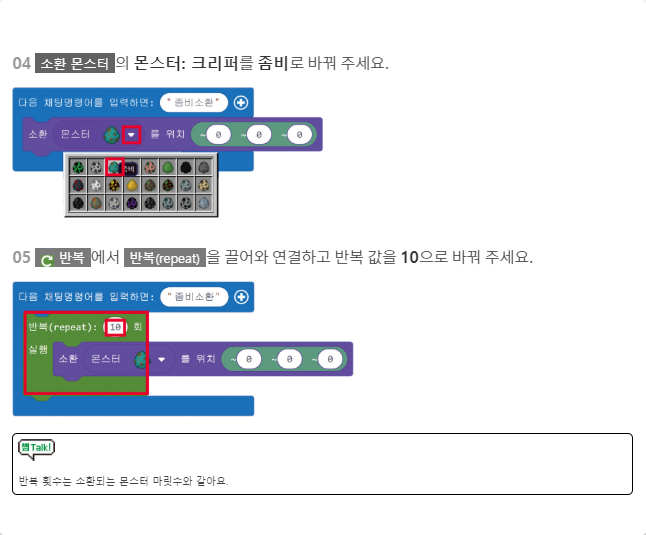 04 소환 몬스터 의 몬스터: 크리퍼를 좀비로 바꿔 주세요.
다음 채팅명령어를 입력하면: "좀비소환"
소환 몬스터 를 위치 ~0 ~0 ~0
05 반복 에서 반복(repeat) 을 끌어와 연결하고 반복 값을 10으로 바꿔 주세요.
다음 채팅명령어를 입력하면: "좀비소환"
반복(repeat): 10 회
실행 소환 몬스터 를 위치 ~0 ~0 ~0
쌤Talk!
반복 횟수는 소환되는 몬스터 마릿수와 같아요.